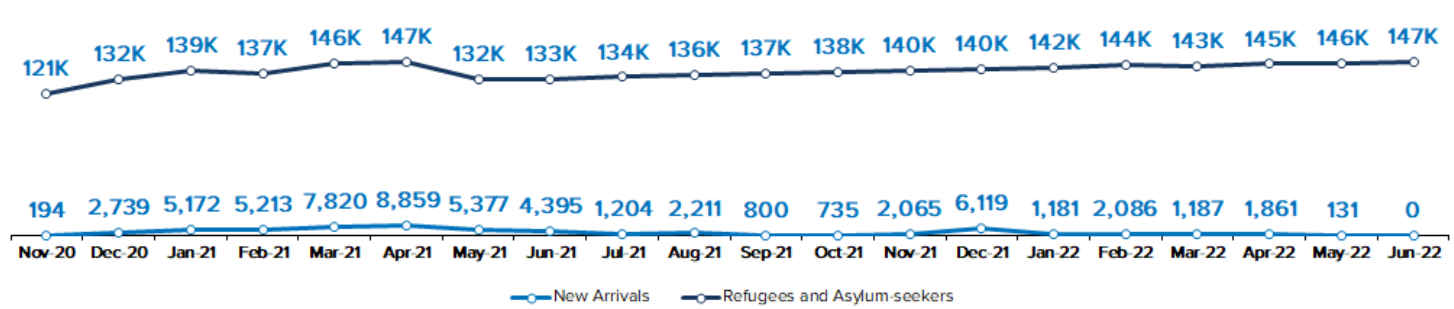 121K 132K 139K 137K 146K 147K 132K 133K 134K 136K 137K 138K 140K 140K 142K 144K 143K 145K 146K 147K
194 2,739 5,172 5,213 7,820 8,859 5,377 4,395 1,204 2,211 800 735 2,065 6,119 1,181 2,086 1,187 1,861 131 0
Nov-20 Dec-20 Jan-21 Feb-21 Mar-21 Apr-21 May-21 Jun-21 Jul-21 Aug-21 Sep-21 Oct-21 Nov-21 Dec-21 Jan-22 Feb-22 Mar-22 Apr-22 May-22 Jun-22
New Arrivals Refugees and Asylum-seekers